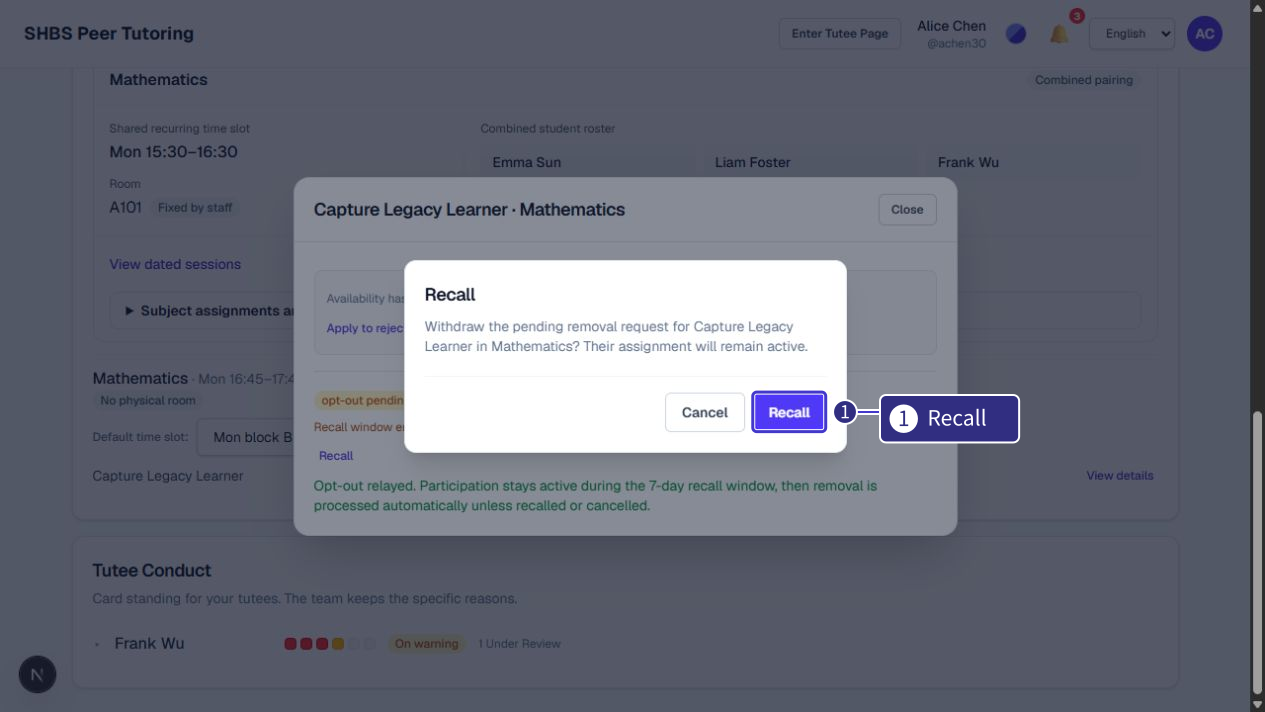 SHBS Peer Tutoring
Enter Tutee Page
Alice Chen
@achen30
3
English
AC
Mathematics
Combined pairing
Shared recurring time slot
Mon 15:30–16:30
Room
A101
Fixed by staff
Combined student roster
Emma Sun
Liam Foster
Frank Wu
View dated sessions
Subject assignments
Mathematics · Mon 16:45–17:4
No physical room
Default time slot:
Mon block B
Capture Legacy Learner
View details
Capture Legacy Learner · Mathematics
Close
Availability has
Apply to rejec
opt-out pendin
Recall window
Recall
Opt-out relayed. Participation stays active during the 7-day recall window, then removal is
processed automatically unless recalled or cancelled.
Recall
Withdraw the pending removal request for Capture Legacy
Learner in Mathematics? Their assignment will remain active.
Cancel
Recall
1
1 Recall
Tutee Conduct
Card standing for your tutees. The team keeps the specific reasons.
Frank Wu
On warning
1 Under Review
N